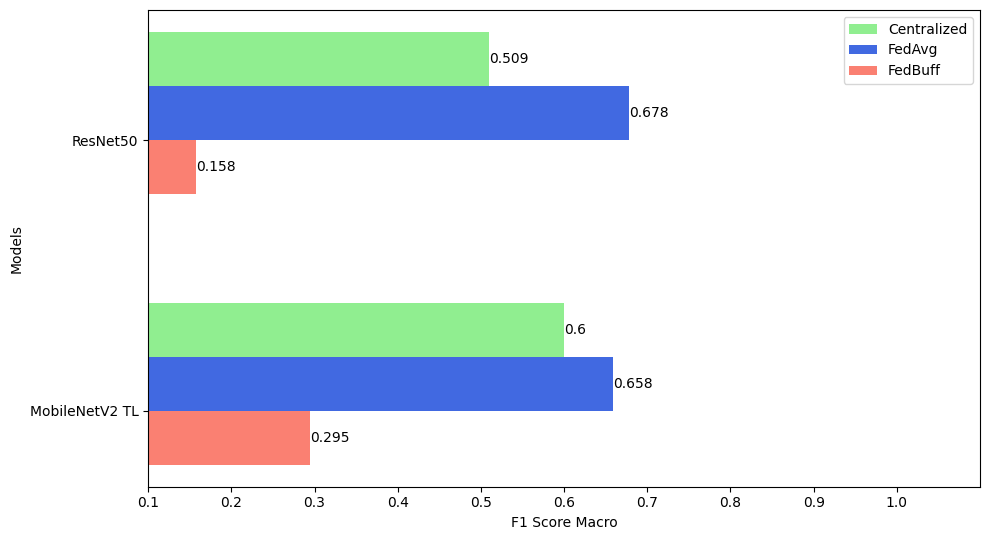 Centralized
FedAvg
FedBuff
0.509
0.678
ResNet50
0.158
Models
0.6
0.658
MobileNetV2 TL
0.295
0.1 0.2 0.3 0.4 0.5 0.6 0.7 0.8 0.9 1.0
F1 Score Macro